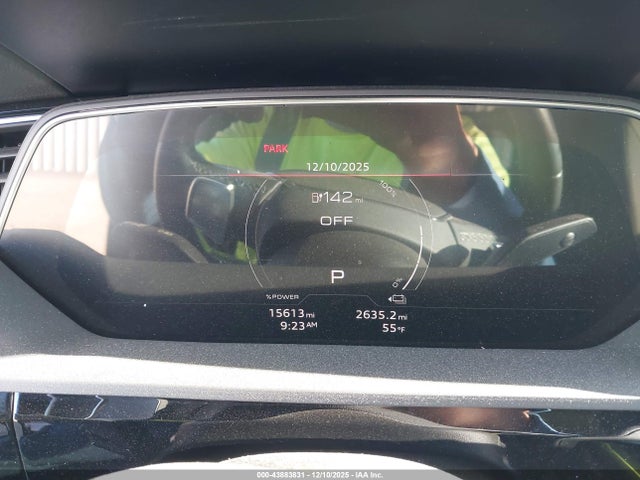 PARK
12/10/2025
100%
142 mi
OFF
P
0%
%POWER
15613 mi
2635.2 mi
9:23 AM
55°F
000-43883831 - 12/10/2025 - IAA Inc.